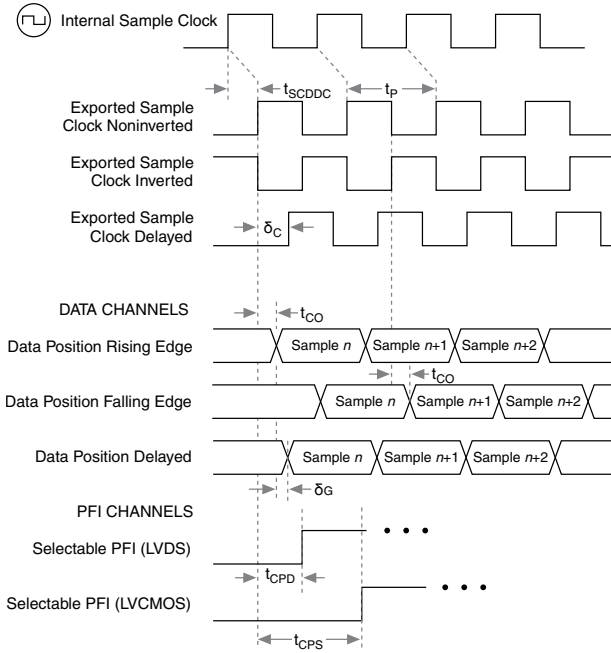 Internal Sample Clock
tSCDDC
tP
Exported Sample
Clock Noninverted
Exported Sample
Clock Inverted
Exported Sample
Clock Delayed
δC
DATA CHANNELS
tCO
Data Position Rising Edge
Sample n
Sample n+1
Sample n+2
tCO
Data Position Falling Edge
Sample n
Sample n+1
Sample n+2
Data Position Delayed
Sample n
Sample n+1
Sample n+2
δG
PFI CHANNELS
Selectable PFI (LVDS)
tCPD
Selectable PFI (LVCMOS)
tCPS